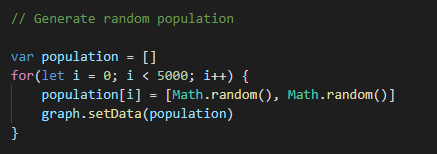 // Generate random population
var population = []
for(let i = 0; i < 5000; i++) {
    population[i] = [Math.random(), Math.random()]
    graph.setData(population)
}